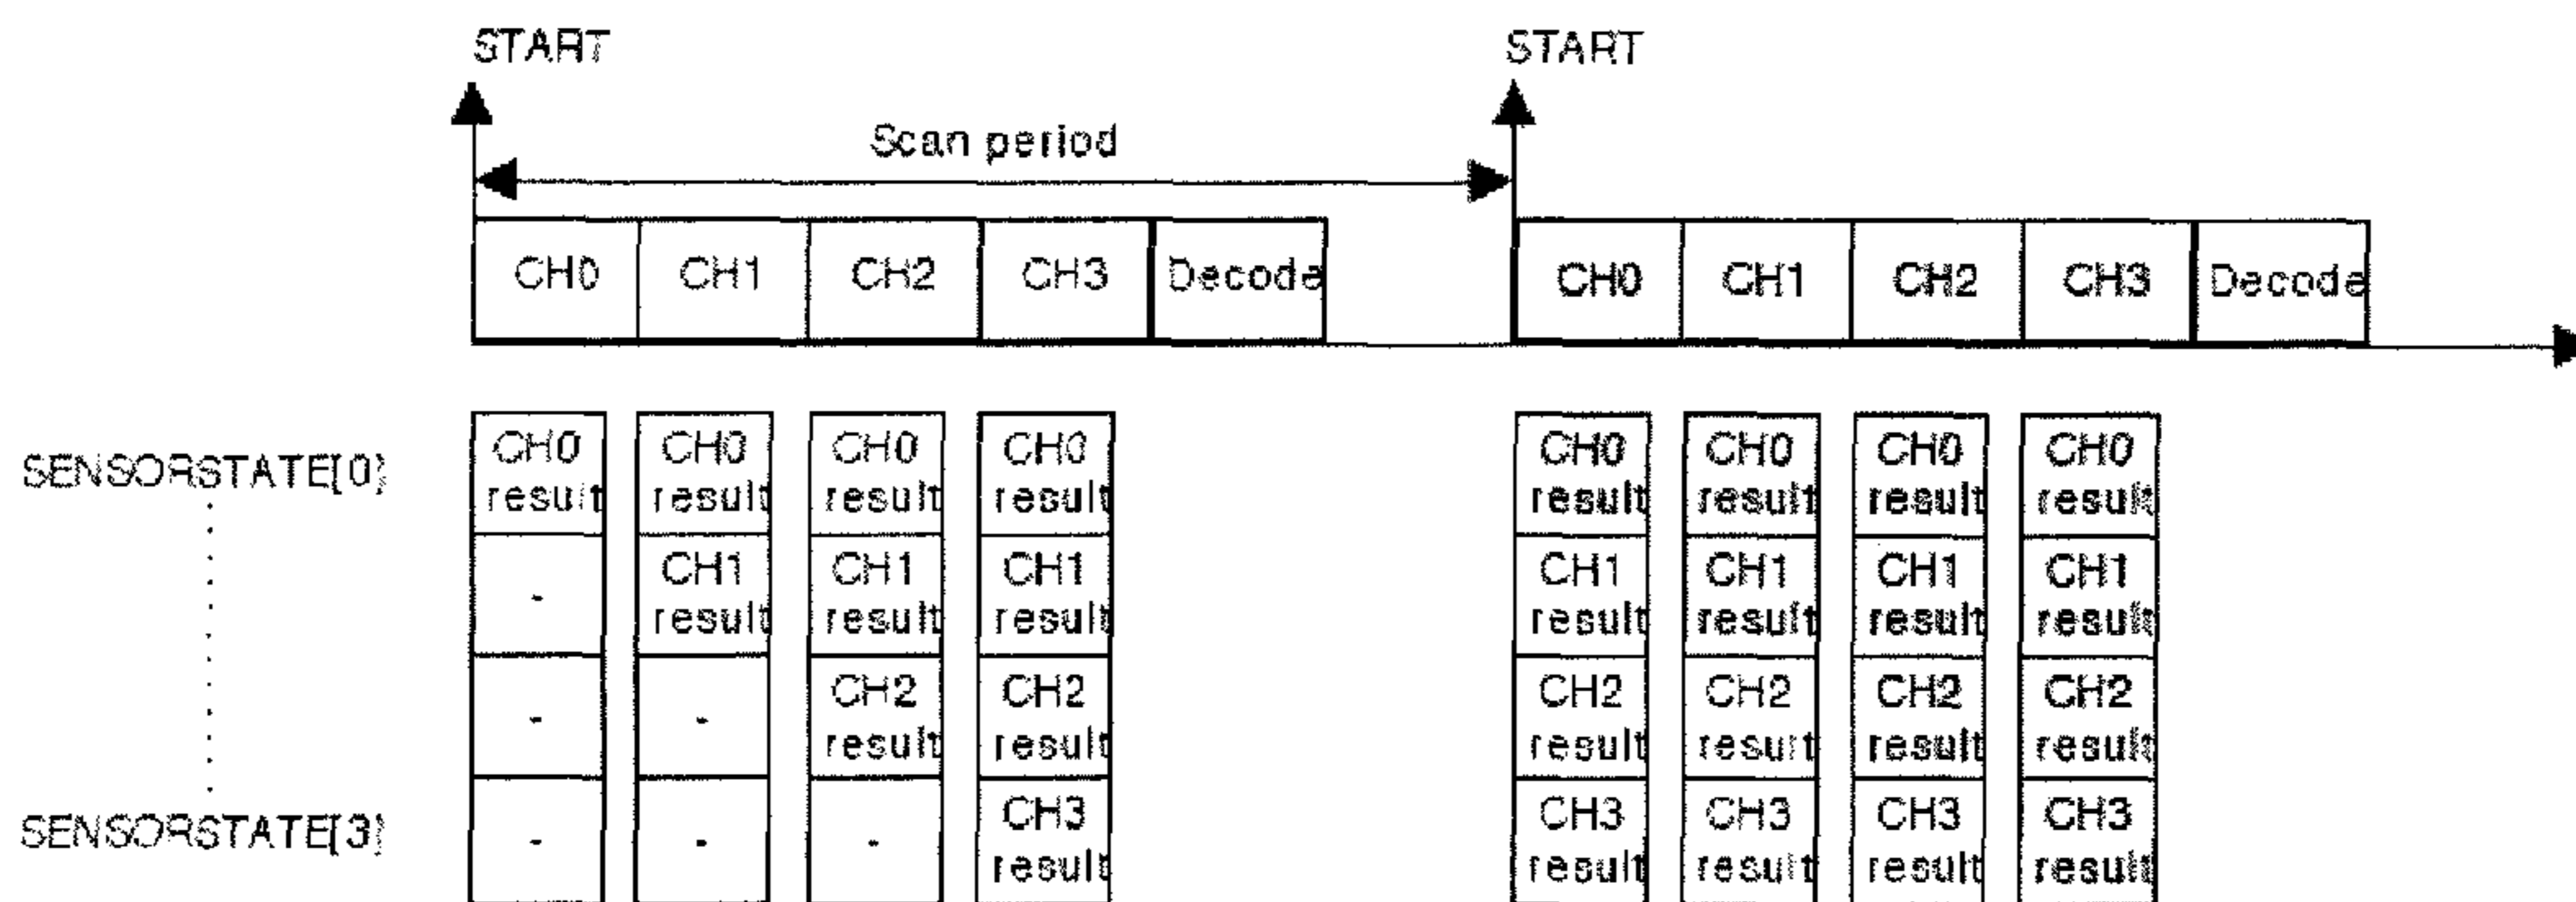 START START
Scan period
CH0 CH1 CH2 CH3 Decode CH0 CH1 CH2 CH3 Decode
SENSORSTATE[0]
CH0 CH0 CH0 CH0 CH0 CH0 CH0 CH0
result result result result result result result result
- CH1 CH1 CH1 CH1 CH1 CH1 CH1
result result result result result result result
- - CH2 CH2 CH2 CH2 CH2 CH2
result result result result result result
SENSORSTATE[3]
- - - CH3 CH3 CH3 CH3 CH3
result result result result result